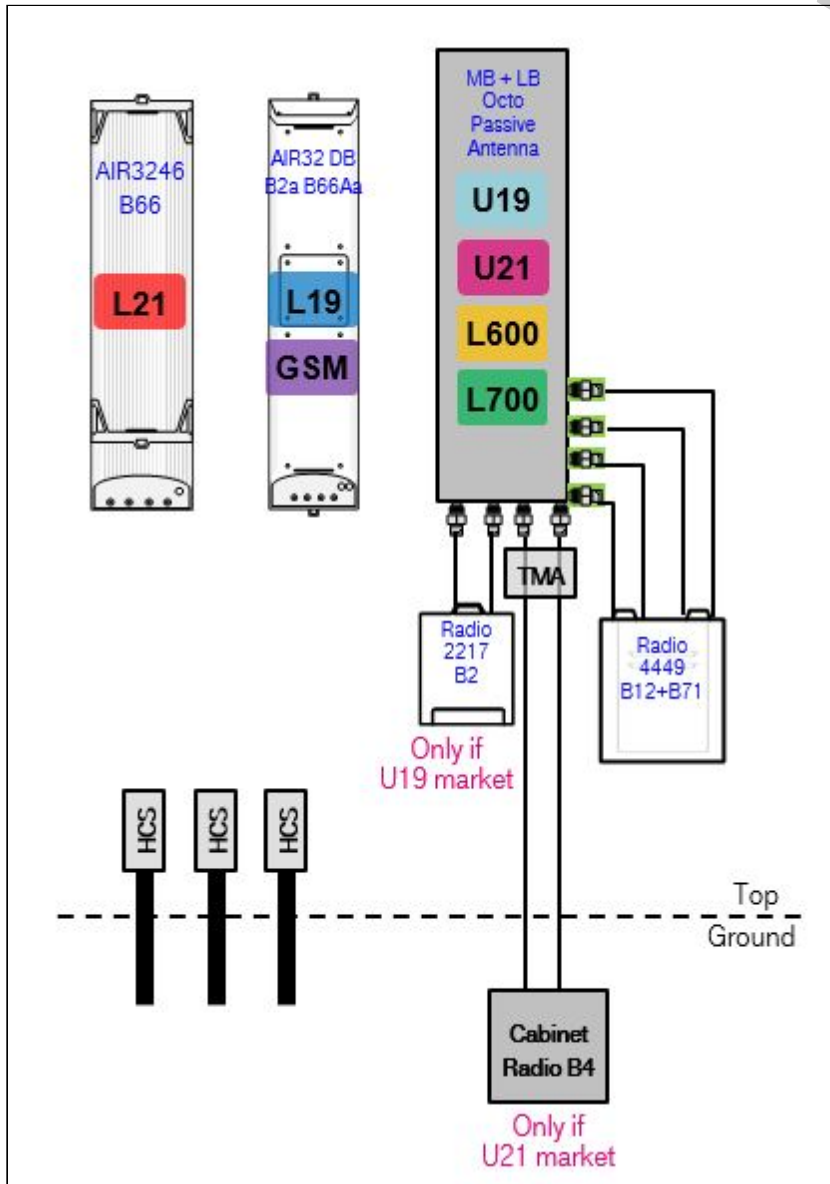 AIR3246
B66
L21
AIR32 DB
B2a B66Aa
L19
GSM
MB + LB
Octo
Passive
Antenna
U19
U21
L600
L700
TMA
Radio
2217
B2
Only if
U19 market
Radio
4449
B12+B71
HCS
HCS
HCS
Top
Ground
Cabinet
Radio B4
Only if
U21 market